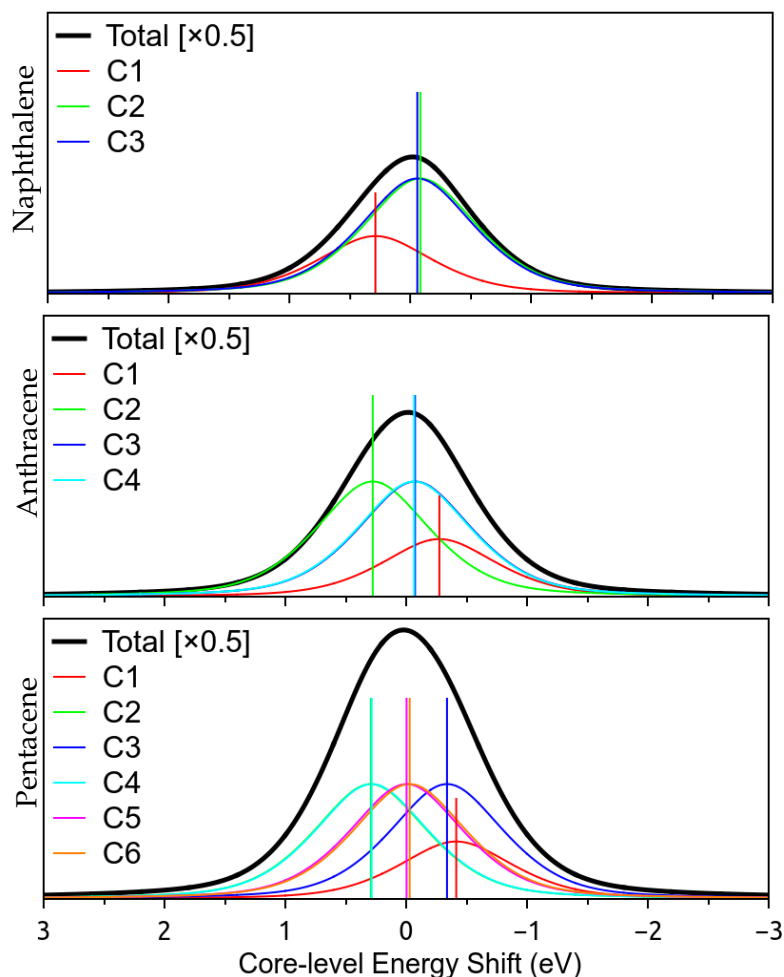 Naphthalene
Total [×0.5]
C1
C2
C3
Anthracene
Total [×0.5]
C1
C2
C3
C4
Pentacene
Total [×0.5]
C1
C2
C3
C4
C5
C6
3 2 1 0 −1 −2 −3
Core-level Energy Shift (eV)